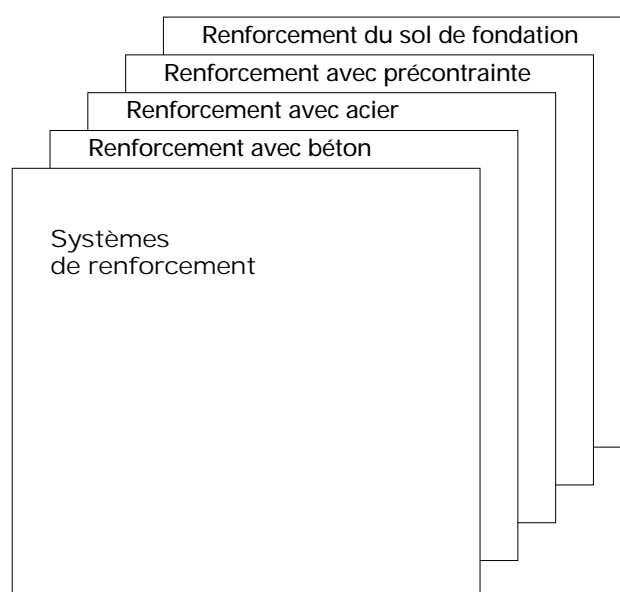 Renforcement du sol de fondation
Renforcement avec précontrainte
Renforcement avec acier
Renforcement avec béton
Systèmes
de renforcement